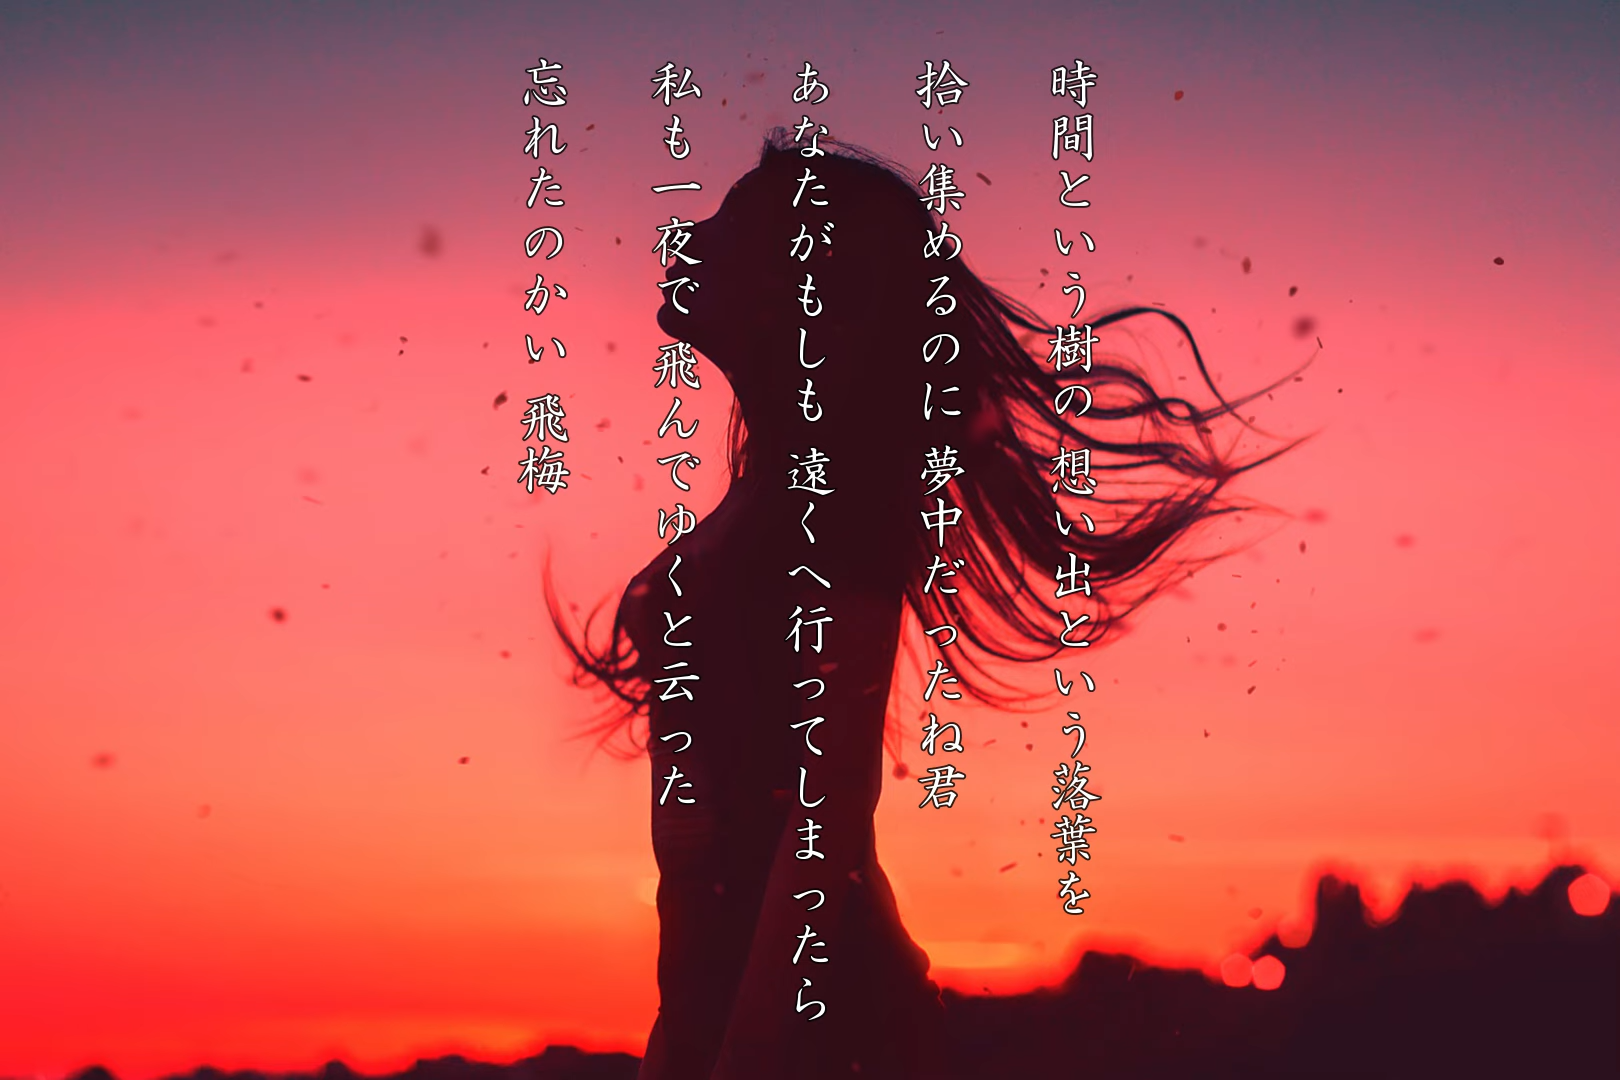 時間という樹の 想い出という落葉を
拾い集めるのに 夢中だったね君
あなたがもしも 遠くへ行ってしまったら
私も一夜で 飛んでゆくと云った
忘れたのかい 飛梅